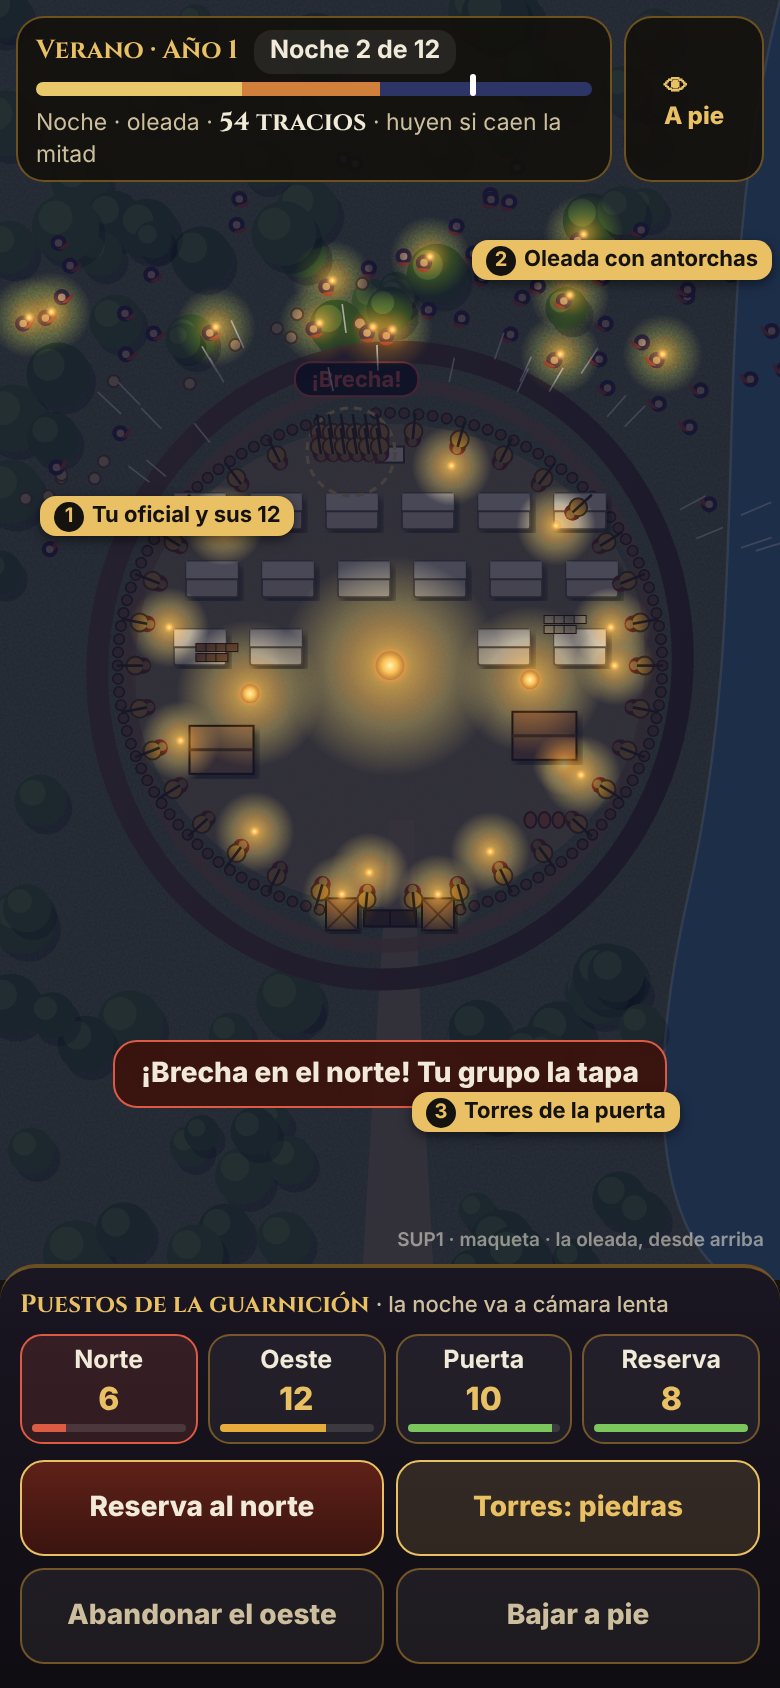 Verano · Año 1 Noche 2 de 12
Noche · oleada · 54 tracios · huyen si caen la
mitad
A pie
2 Oleada con antorchas
¡Brecha!
1 Tu oficial y sus 12
¡Brecha en el norte! Tu grupo la tapa
3 Torres de la puerta
SUP1 · maqueta · la oleada, desde arriba
Puestos de la guarnición · la noche va a cámara lenta
Norte
6
Oeste
12
Puerta
10
Reserva
8
Reserva al norte
Torres: piedras
Abandonar el oeste
Bajar a pie